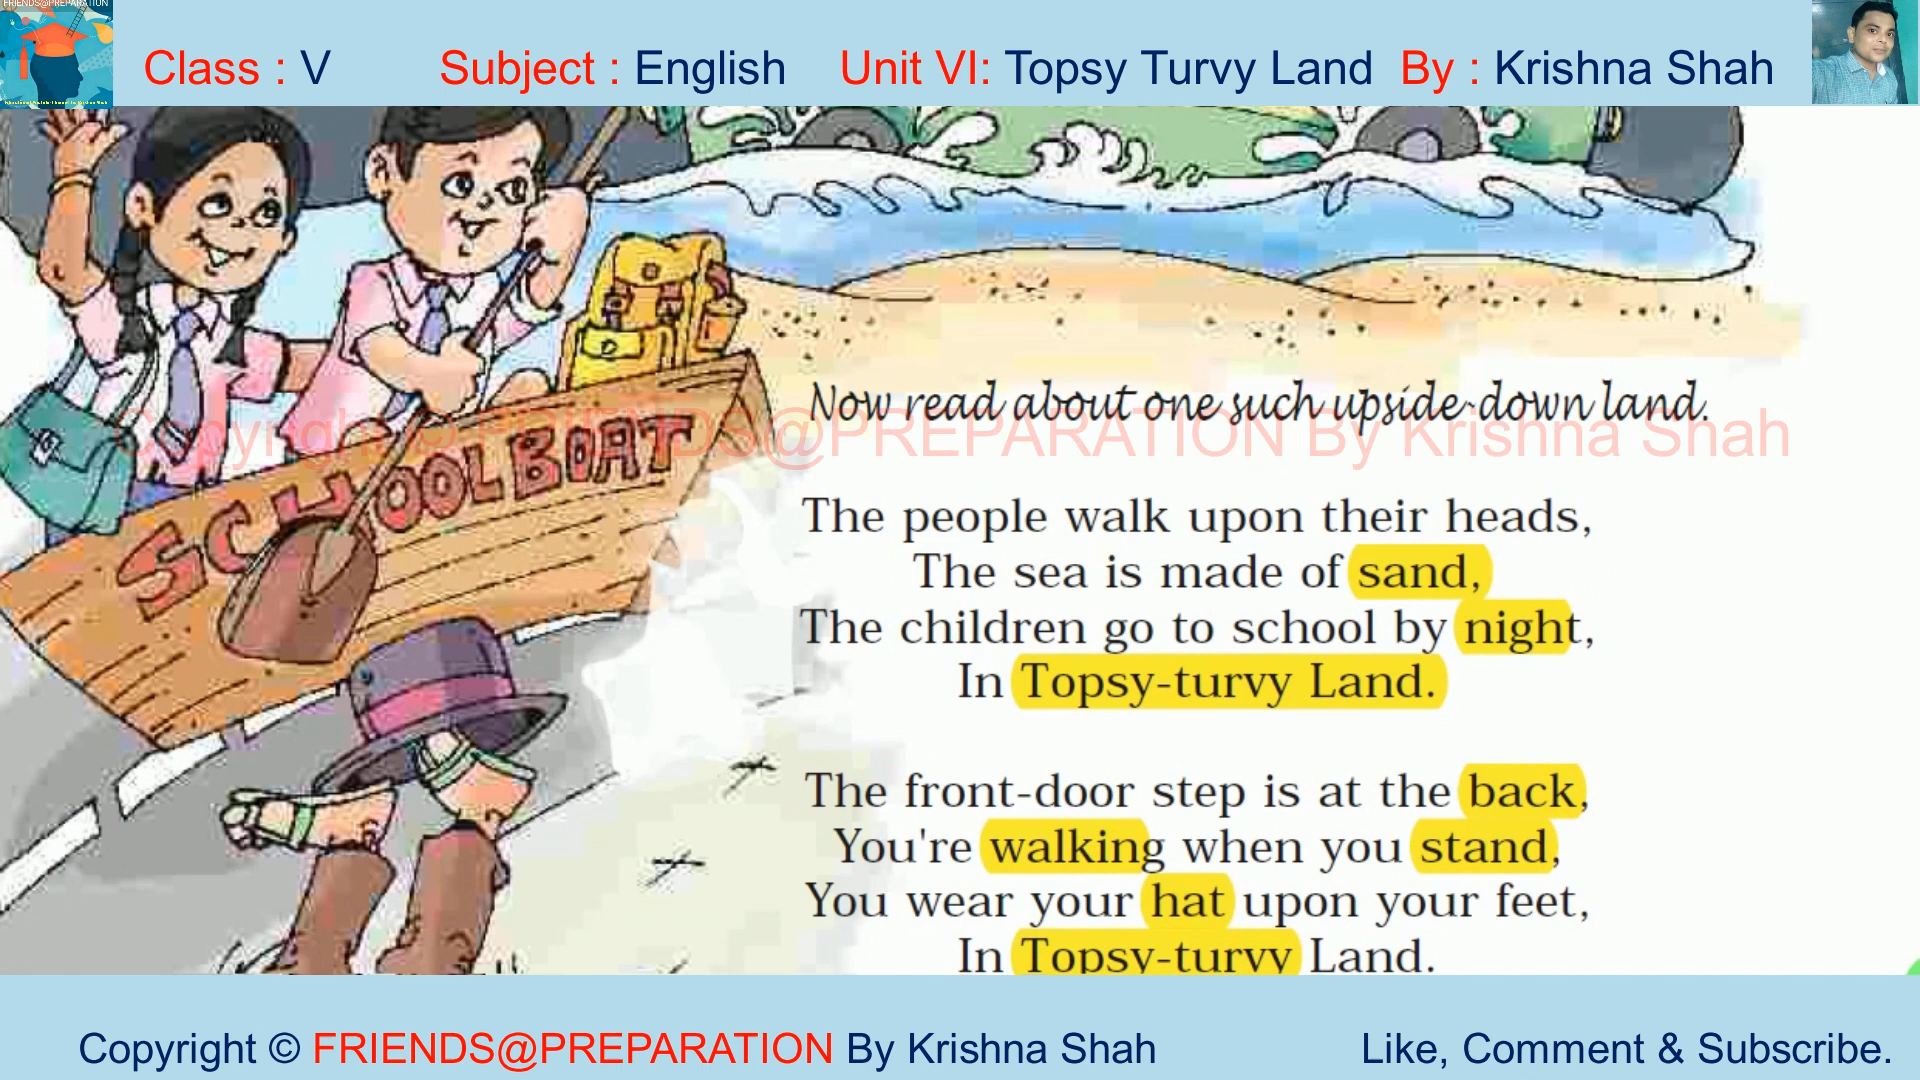 FRIENDS@PREPARATION
Class : V Subject : English Unit VI: Topsy Turvy Land By : Krishna Shah
Now read about one such upside-down land.
Copyright © FRIENDS@PREPARATION By Krishna Shah
SCHOOL BOAT
The people walk upon their heads,
The sea is made of sand,
The children go to school by night,
In Topsy-turvy Land.
The front-door step is at the back,
You're walking when you stand,
You wear your hat upon your feet,
In Topsy-turvy Land.
Copyright © FRIENDS@PREPARATION By Krishna Shah Like, Comment & Subscribe.